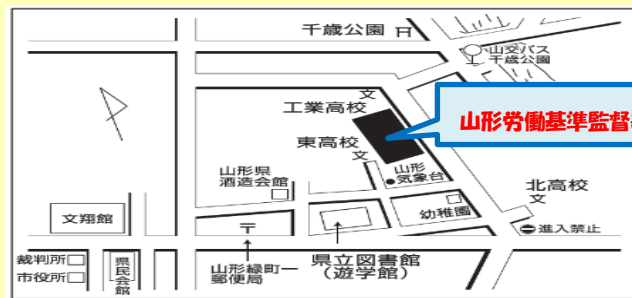 千歳公園
山交バス
千歳公園
文
工業高校
東高校
文
山形労働基準監督
山形
気象台
山形県
酒造会館
北高校
文
幼稚園
文翔館
進入禁止
〒
裁判所
市役所
県民
会館
山形緑町一
郵便局
県立図書館
(遊学館)